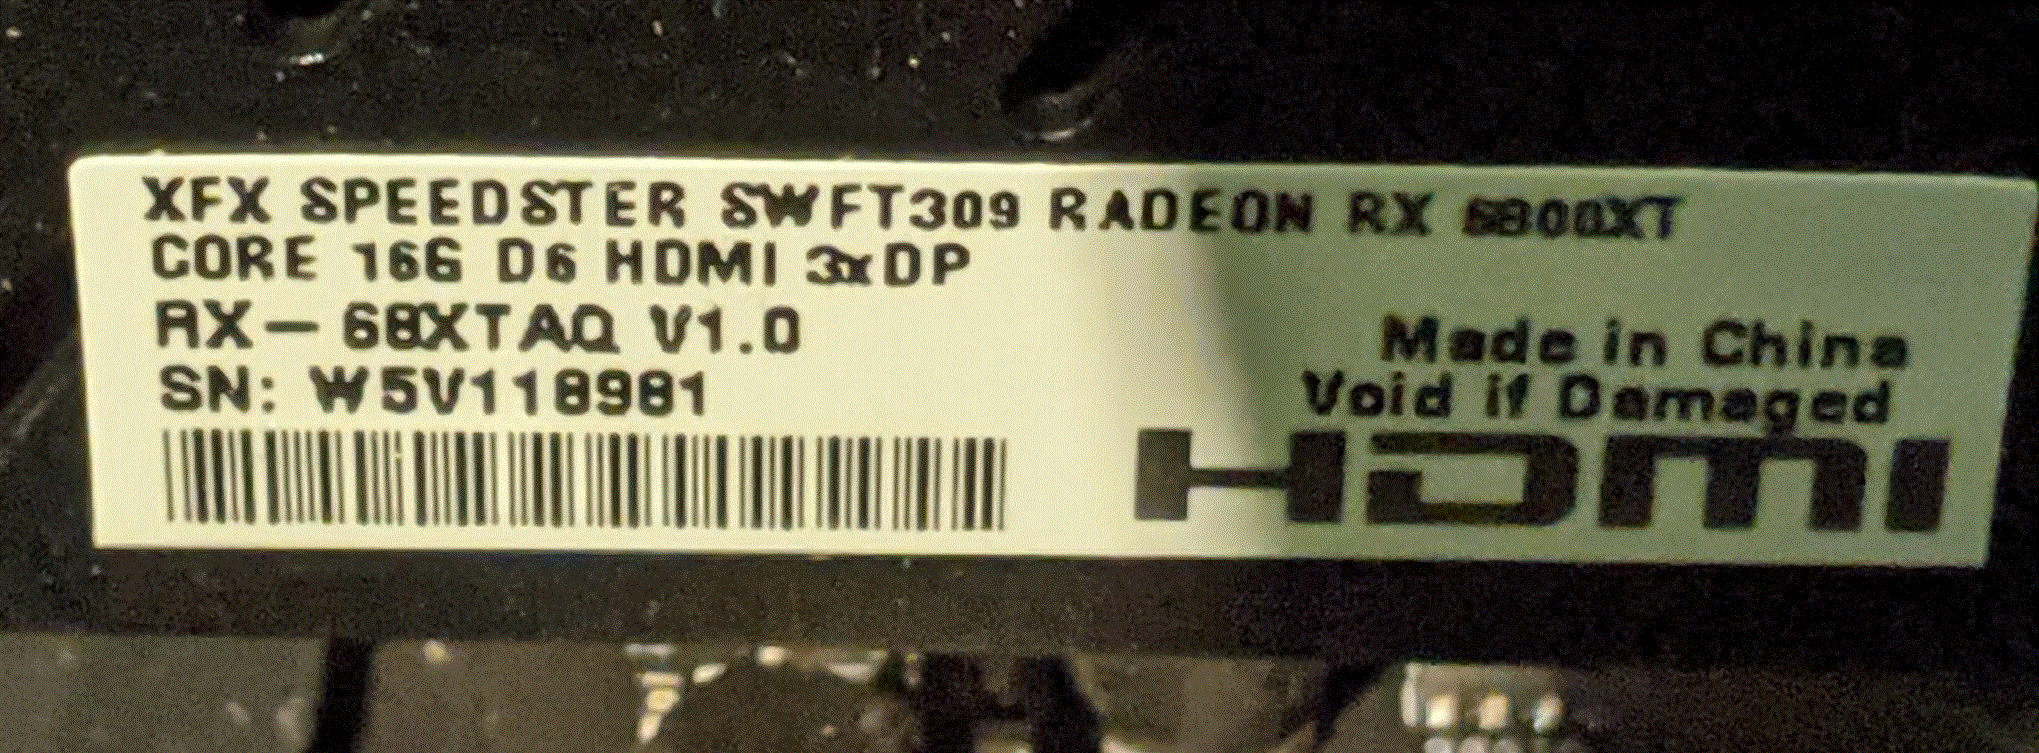 XFX SPEEDSTER SWFT309 RADEON RX 6800XT
CORE 16G D6 HDMI 3xDP
RX-68XTAQ V1.0
SN: W5V118981
Made in China
Void if Damaged
HDMI